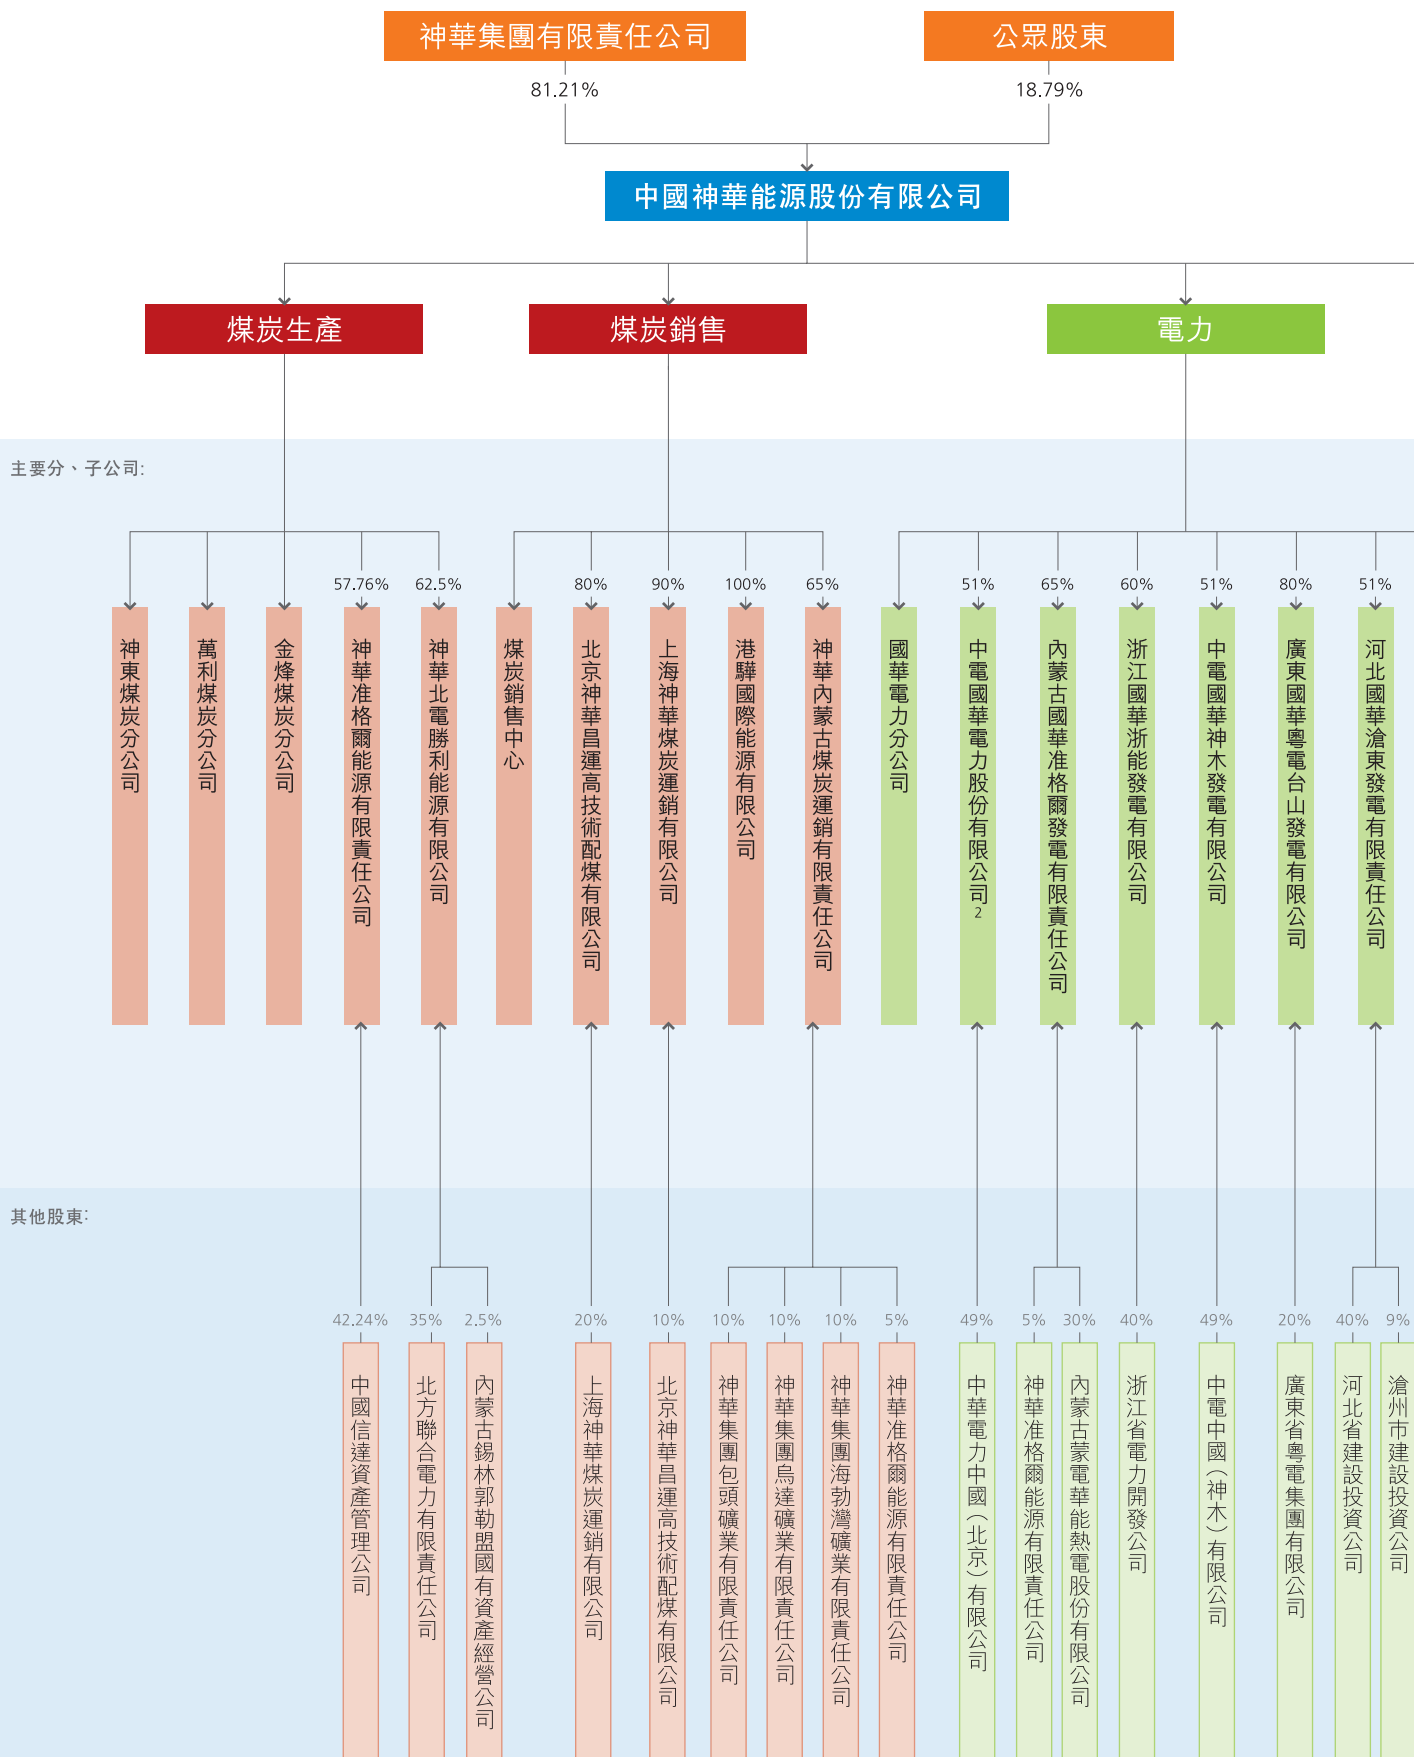 神華集團有限責任公司
公眾股東
81.21%
18.79%
中國神華能源股份有限公司
煤炭生產
煤炭銷售
電力
主要分、子公司:
57.76%
62.5%
80%
90%
100%
65%
51%
65%
60%
51%
80%
51%
神東煤炭分公司
萬利煤炭分公司
金烽煤炭分公司
神華准格爾能源有限責任公司
神華北電勝利能源有限公司
煤炭銷售中心
北京神華昌運高技術配煤有限公司
上海神華煤炭運銷有限公司
港驊國際能源有限公司
神華內蒙古煤炭運銷有限責任公司
國華電力分公司
中電國華電力股份有限公司2
內蒙古國華准格爾發電有限責任公司
浙江國華浙能發電有限公司
中電國華神木發電有限公司
廣東國華粵電台山發電有限公司
河北國華滄東發電有限責任公司
其他股東:
42.24%
35%
2.5%
20%
10%
10%
10%
10%
5%
49%
5%
30%
40%
49%
20%
40%
9%
中國信達資產管理公司
北方聯合電力有限責任公司
內蒙古錫林郭勒盟國有資產經營公司
上海神華煤炭運銷有限公司
北京神華昌運高技術配煤有限公司
神華集團包頭礦業有限責任公司
神華集團烏達礦業有限責任公司
神華集團海勃灣礦業有限責任公司
神華准格爾能源有限責任公司
中華電力中國（北京）有限公司
神華准格爾能源有限責任公司
內蒙古蒙電華能熱電股份有限公司
浙江省電力開發公司
中電中國（神木）有限公司
廣東省粵電集團有限公司
河北省建設投資公司
滄州市建設投資公司